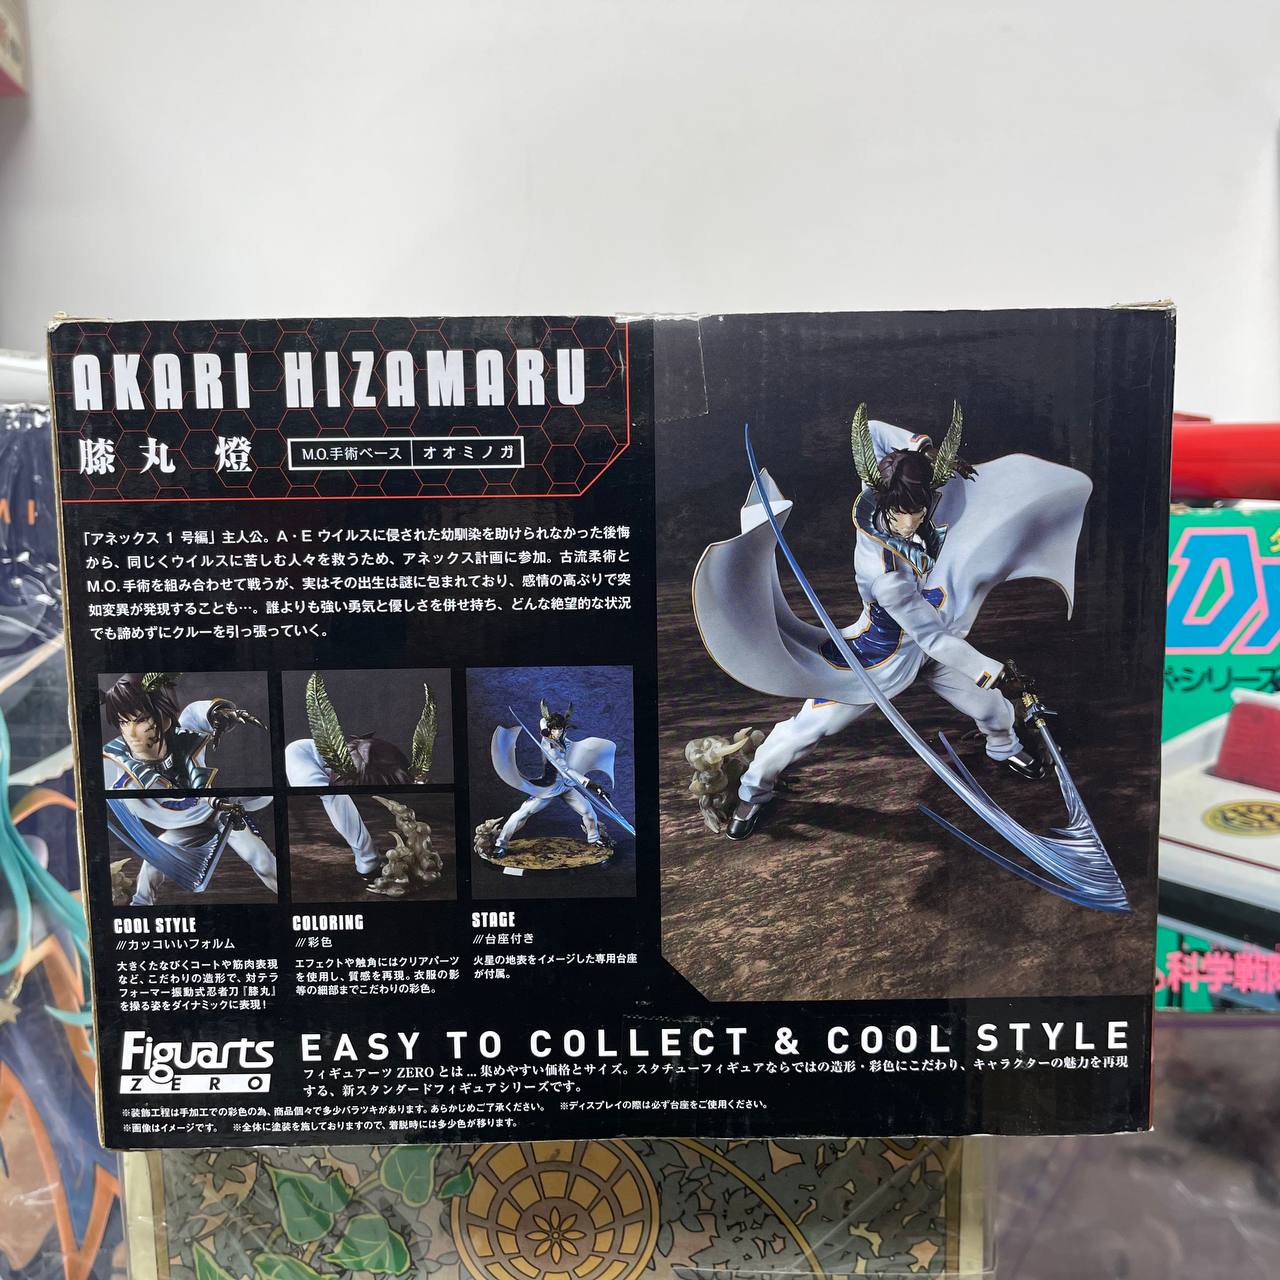 AKARI HIZAMARU
膝丸 燈
M.O.手術ベース オオミノガ
「アネックス 1 号編」主人公。A・E ウイルスに侵された幼馴染を助けられなかった後悔
から、同じくウイルスに苦しむ人々を救うため、アネックス計画に参加。古流柔術と
M.O.手術を組み合わせて戦うが、実はその出生は謎に包まれており、感情の高ぶりで突
如変異が発現することも…。誰よりも強い勇気と優しさを併せ持ち、どんな絶望的な状況
でも諦めずにクルーを引っ張っていく。
COOL STYLE
///カッコいいフォルム
大きくたなびくコートや筋肉表現
など、こだわりの造形で、対テラ
フォーマー振動式忍者刀『膝丸』
を操る姿をダイナミックに表現!
COLORING
///彩色
エフェクトや触角にはクリアパーツ
を使用し、質感を再現。衣服の影
等の細部までこだわりの彩色。
STAGE
///台座付き
火星の地表をイメージした専用台座
が付属。
Figuarts
ZERO
EASY TO COLLECT & COOL STYLE
フィギュアーツ ZERO とは…集めやすい価格とサイズ。スタチューフィギュアならではの造形・彩色にこだわり、キャラクターの魅力を再現
する、新スタンダードフィギュアシリーズです。
※装飾工程は手加工での彩色の為、商品個々で多少バラツキがあります。あらかじめご了承ください。 ※ディスプレイの際は必ず台座をご使用ください。
※画像はイメージです。 ※全体に塗装を施しておりますので、着脱時には多少色が移ります。
DX
・シリーズ
科学戦隊